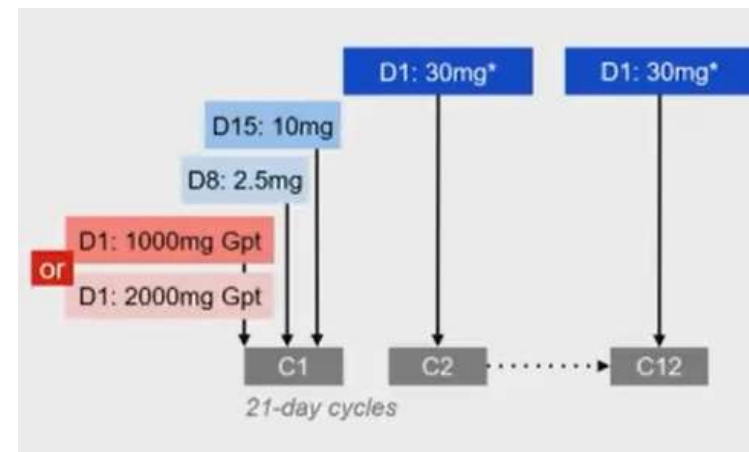 D1: 30mg*
D1: 30mg*
D15: 10mg
D8: 2.5mg
D1: 1000mg Gpt
or
D1: 2000mg Gpt
C1
C2
C12
21-day cycles